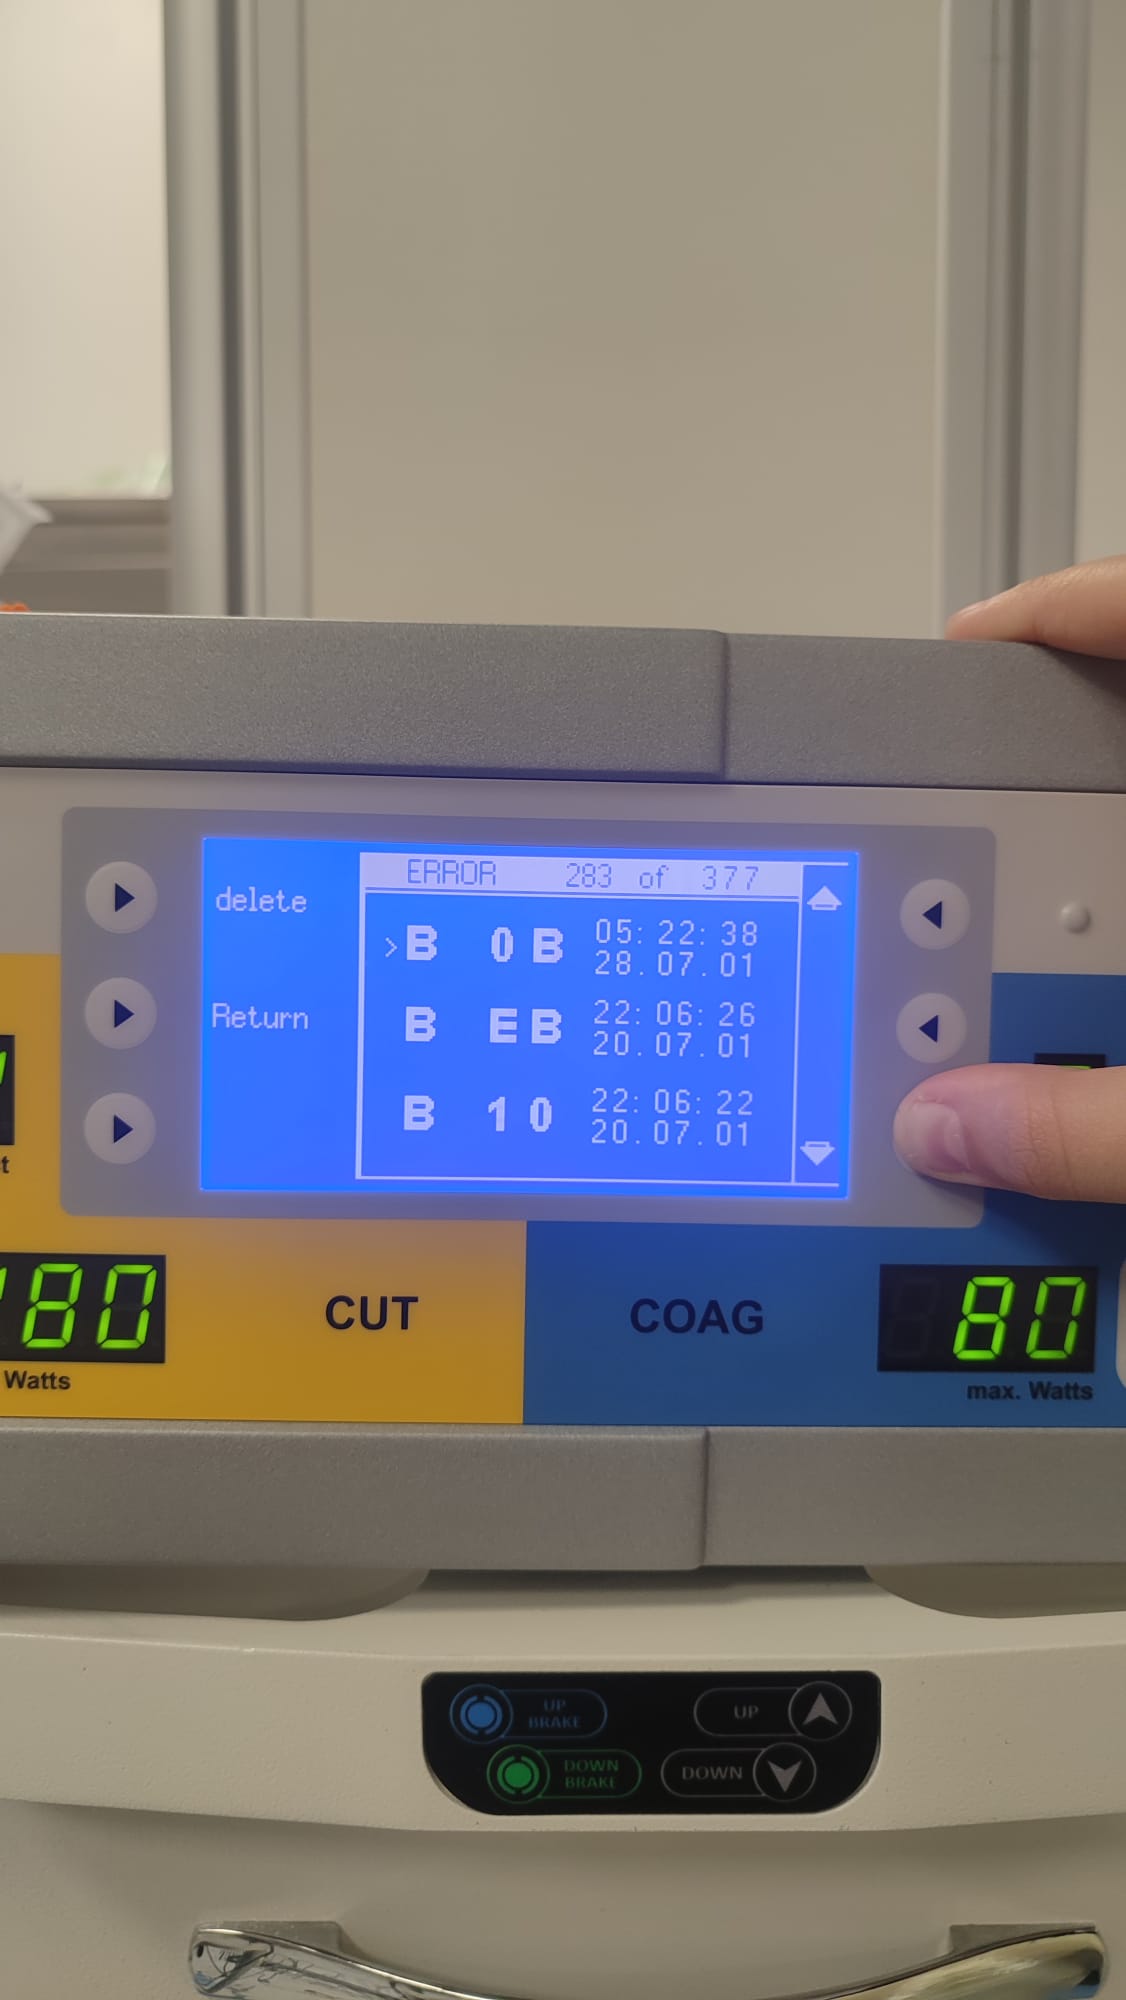 ERROR 283 of 377
delete
>B 0B 05:22:38
28.07.01
Return
B EB 22:06:26
20.07.01
B 10 22:06:22
20.07.01
80
Watts
CUT
COAG
80
max. Watts
UP
BRAKE
UP
DOWN
BRAKE
DOWN